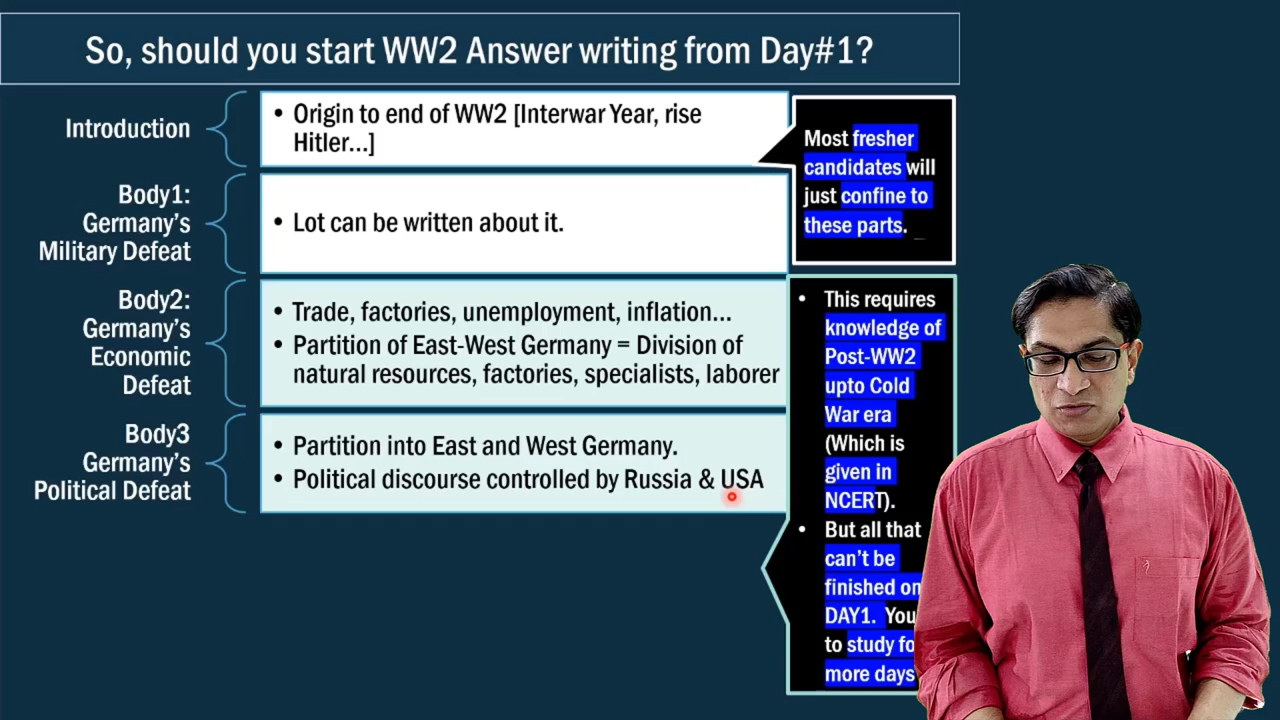 So, should you start WW2 Answer writing from Day#1?
Introduction
• Origin to end of WW2 [Interwar Year, rise
Hitler...]
Most fresher
candidates will
just confine to
these parts.
Body1:
Germany's
Military Defeat
• Lot can be written about it.
Body2:
Germany's
Economic
Defeat
• Trade, factories, unemployment, inflation...
• Partition of East-West Germany = Division of
natural resources, factories, specialists, laborer
Body3
Germany's
Political Defeat
• Partition into East and West Germany.
• Political discourse controlled by Russia & USA
• This requires
knowledge of
Post-WW2
upto Cold
War era
(Which is
given in
NCERT).
• But all that
can't be
finished on
DAY1. You
to study
more days